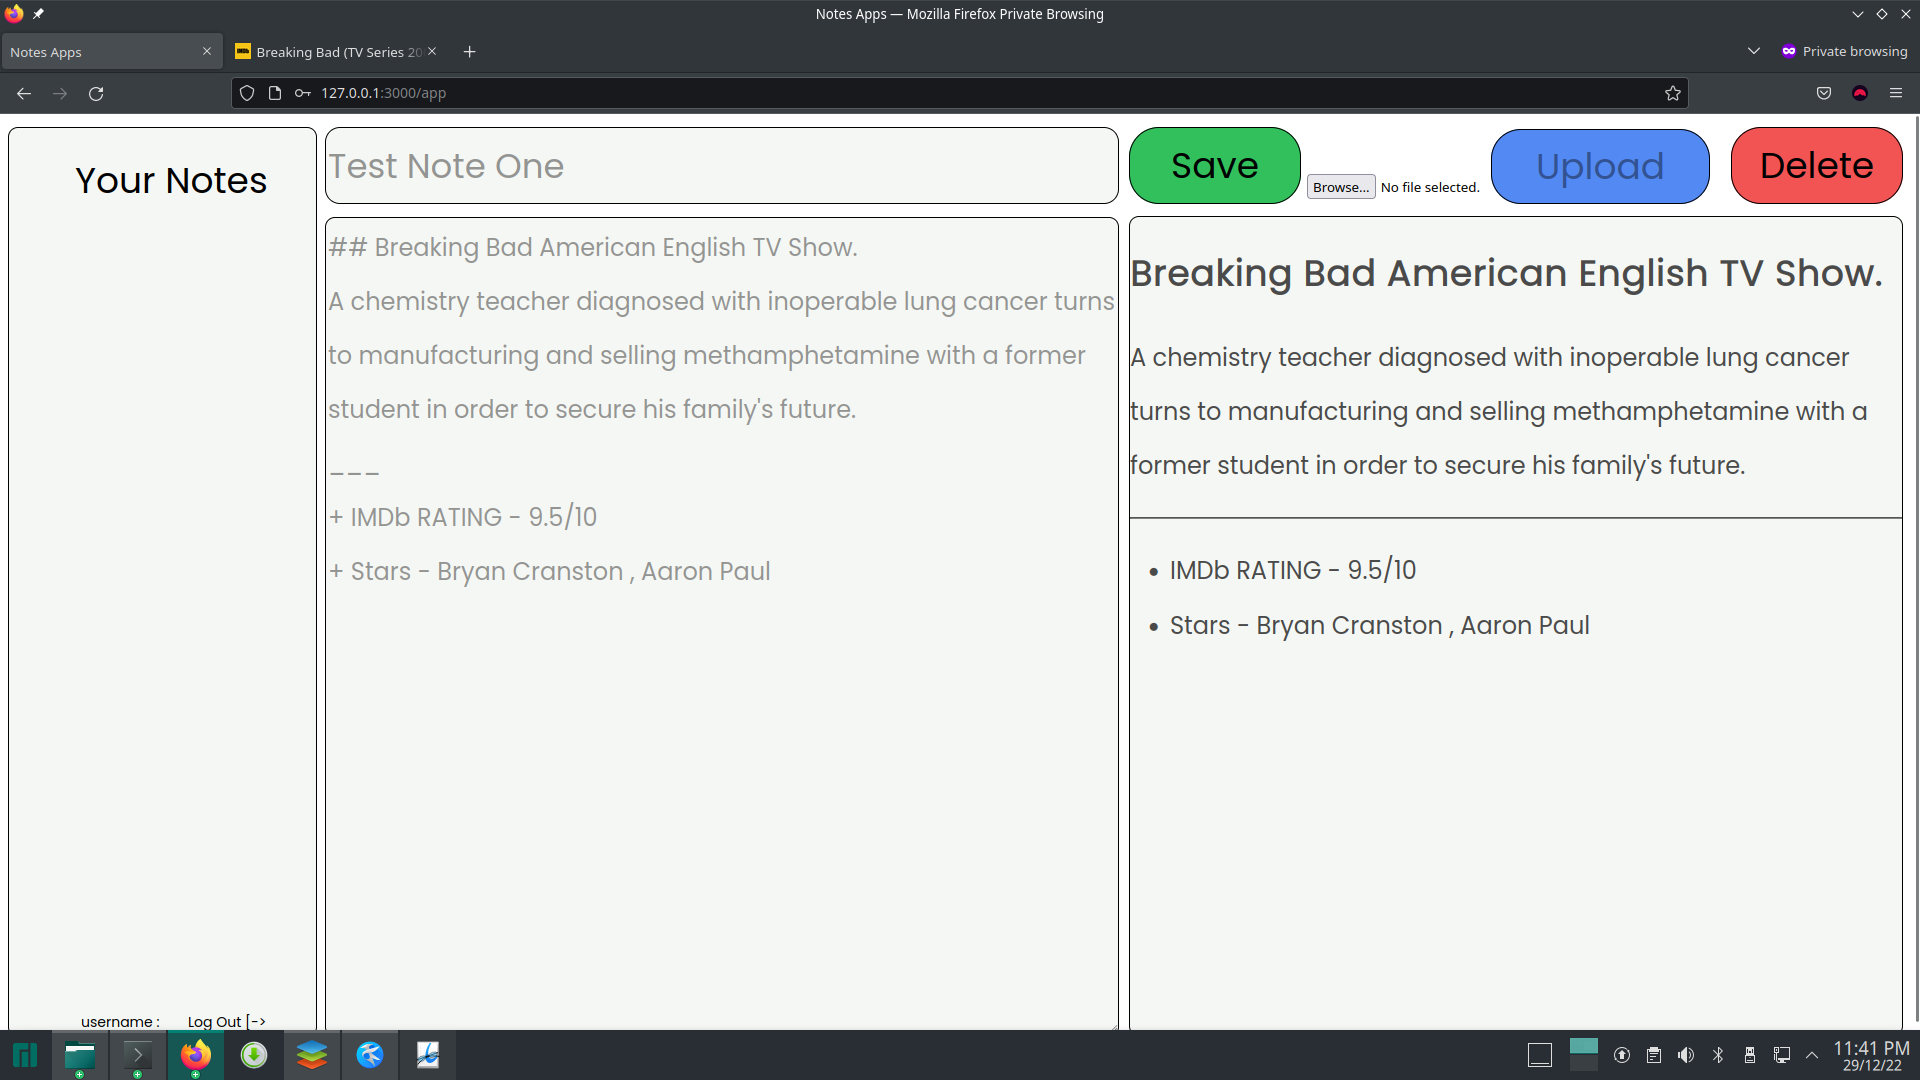 Notes Apps — Mozilla Firefox Private Browsing
Notes Apps
IMDb
Breaking Bad (TV Series 20
Private browsing
127.0.0.1:3000/app
Your Notes
Test Note One
Save
Browse...
No file selected.
Upload
Delete
## Breaking Bad American English TV Show.
A chemistry teacher diagnosed with inoperable lung cancer turns
to manufacturing and selling methamphetamine with a former
student in order to secure his family's future.
---
+ IMDb RATING - 9.5/10
+ Stars - Bryan Cranston , Aaron Paul
Breaking Bad American English TV Show.
A chemistry teacher diagnosed with inoperable lung cancer
turns to manufacturing and selling methamphetamine with a
former student in order to secure his family's future.
• IMDb RATING - 9.5/10
• Stars - Bryan Cranston , Aaron Paul
username :
Log Out [->
11:41 PM
29/12/22